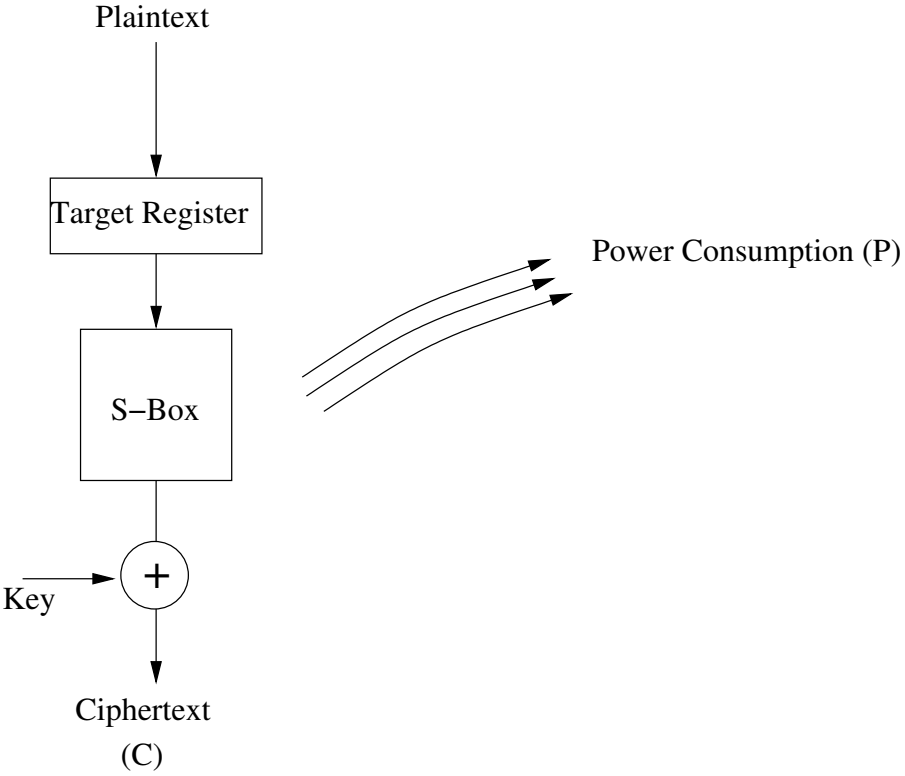 Plaintext
Target Register
Power Consumption (P)
S−Box
+
Key
Ciphertext
(C)